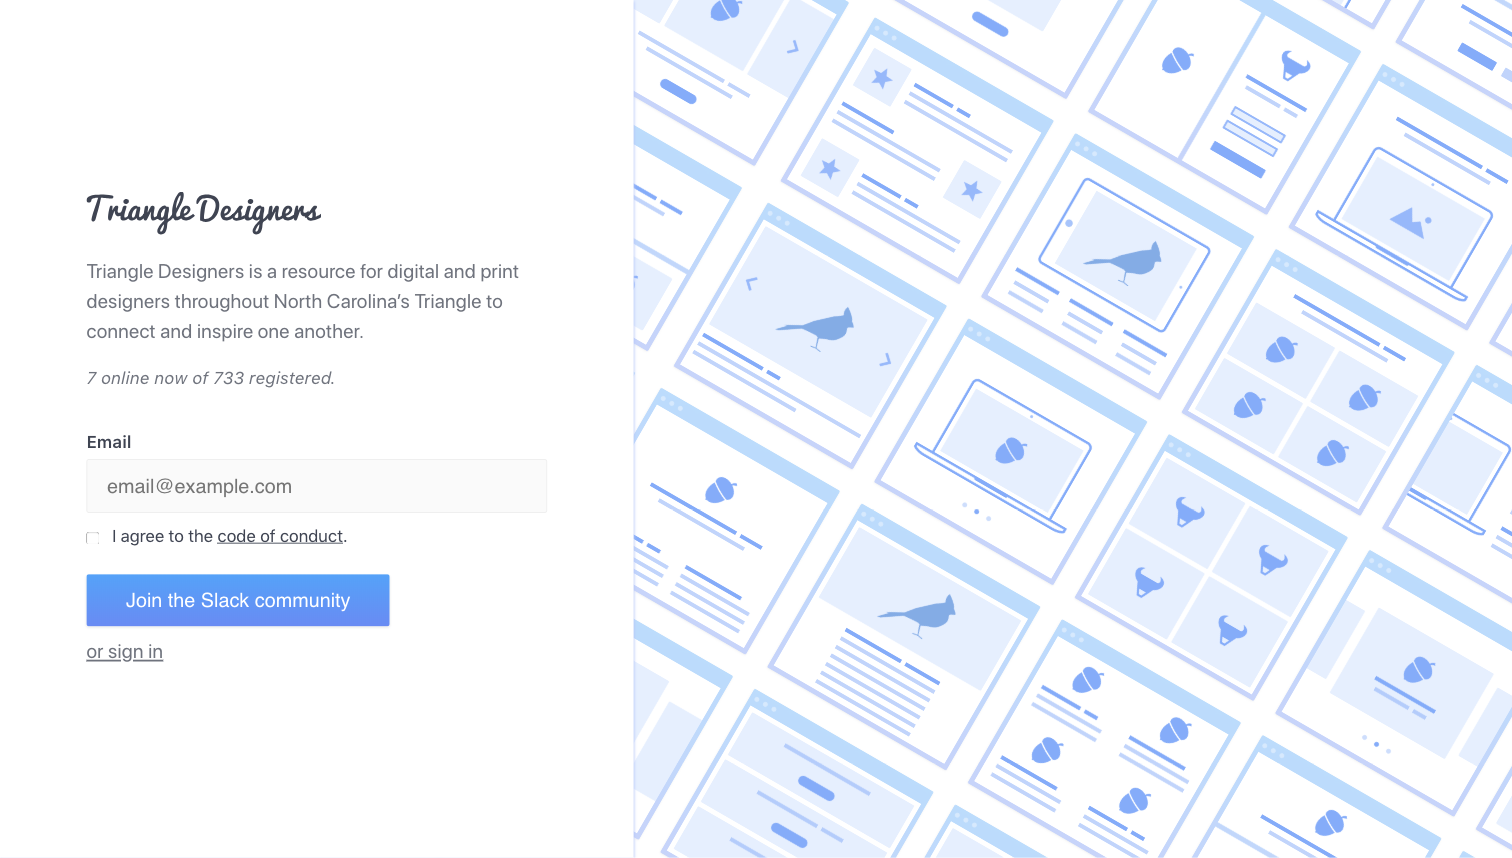 Triangle Designers
Triangle Designers is a resource for digital and print
designers throughout North Carolina’s Triangle to
connect and inspire one another.
7 online now of 733 registered.
Email
email@example.com
I agree to the code of conduct.
Join the Slack community
or sign in